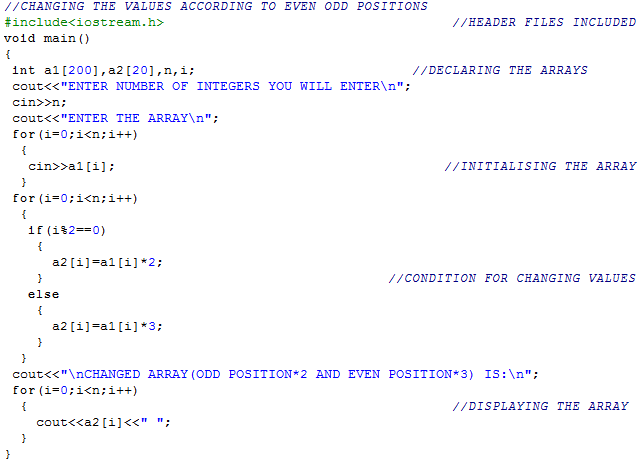 //CHANGING THE VALUES ACCORDING TO EVEN ODD POSITIONS
#include<iostream.h> //HEADER FILES INCLUDED
void main()
{
int a1[200],a2[20],n,i; //DECLARING THE ARRAYS
cout<<"ENTER NUMBER OF INTEGERS YOU WILL ENTER\n";
cin>>n;
cout<<"ENTER THE ARRAY\n";
for(i=0;i<n;i++)
{
cin>>a1[i]; //INITIALISING THE ARRAY
}
for(i=0;i<n;i++)
{
if(i%2==0)
{
a2[i]=a1[i]*2;
} //CONDITION FOR CHANGING VALUES
else
{
a2[i]=a1[i]*3;
}
}
cout<<"\nCHANGED ARRAY(ODD POSITION*2 AND EVEN POSITION*3) IS:\n";
for(i=0;i<n;i++)
{ //DISPLAYING THE ARRAY
cout<<a2[i]<<" ";
}
}